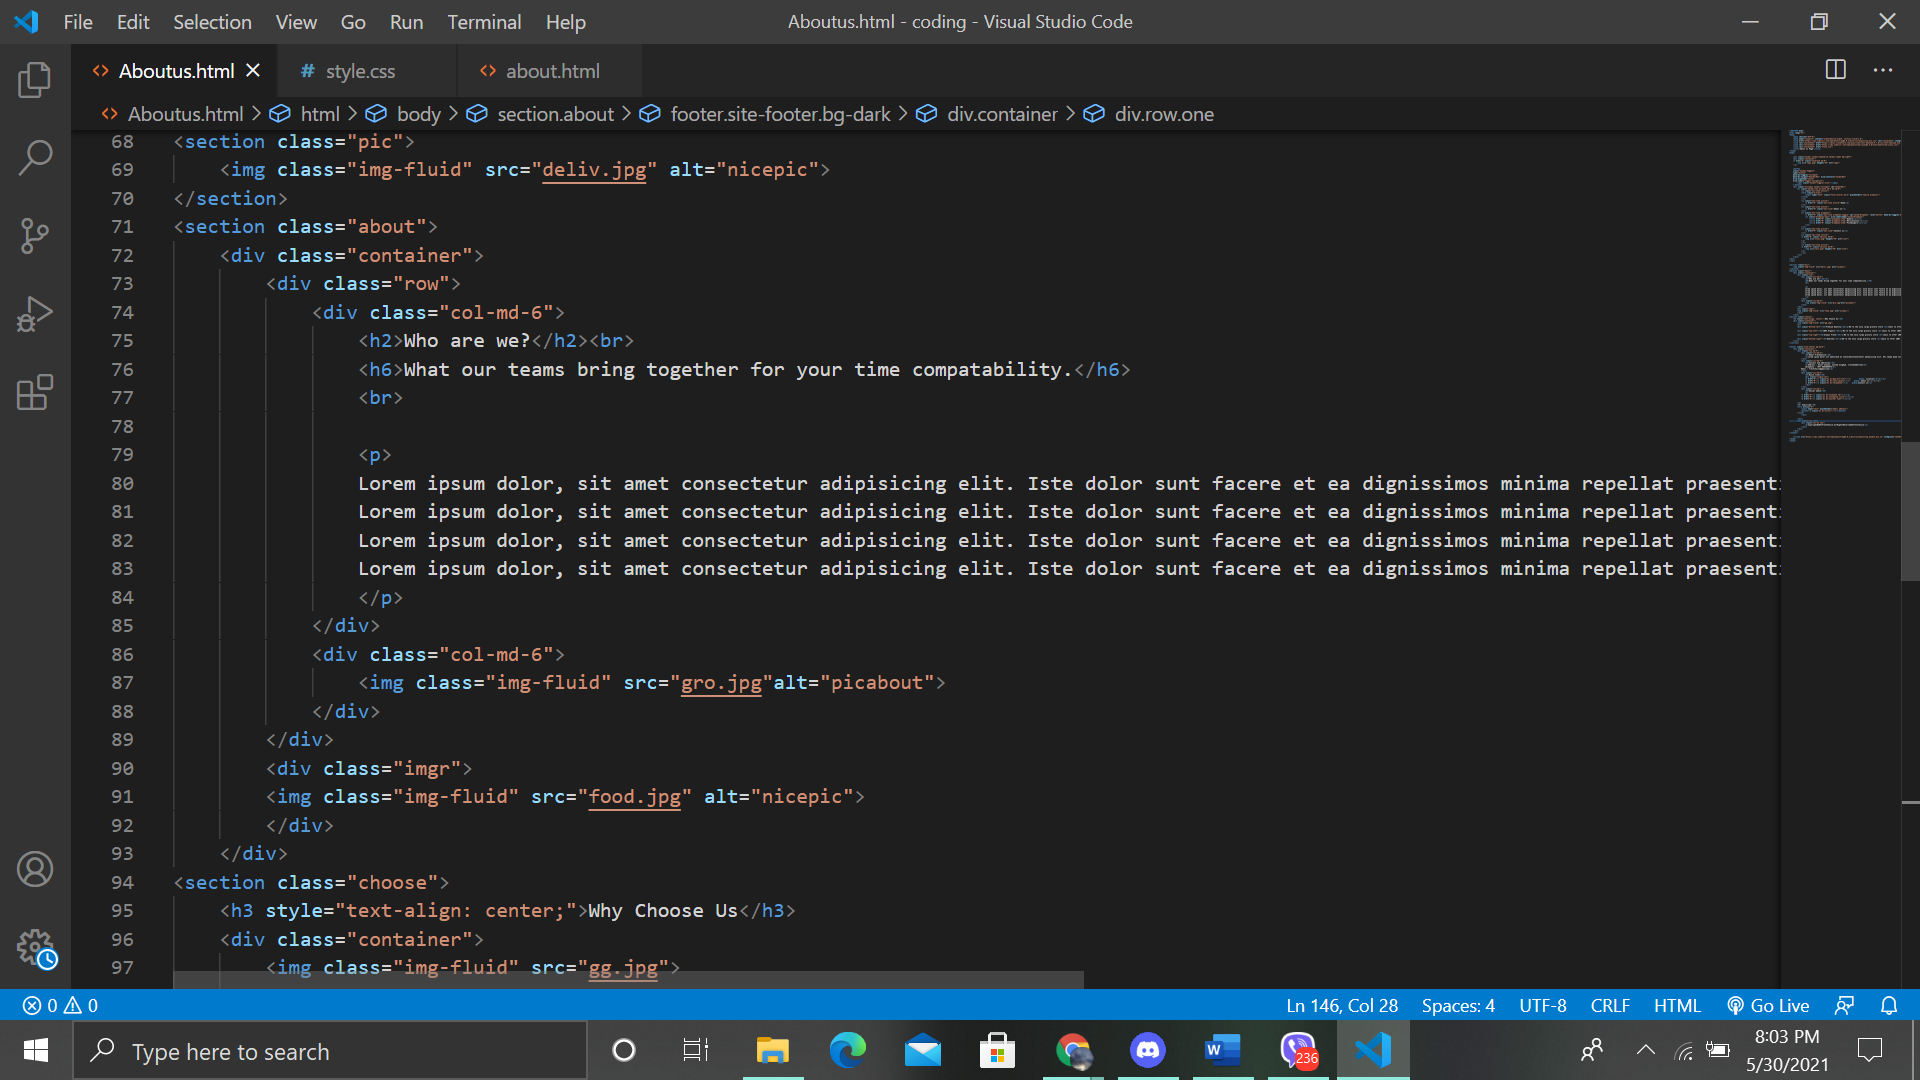 File Edit Selection View Go Run Terminal Help
Aboutus.html - coding - Visual Studio Code
Aboutus.html
# style.css
about.html
Aboutus.html > html > body > section.about > footer.site-footer.bg-dark > div.container > div.row.one
68 <section class="pic">
69 <img class="img-fluid" src="deliv.jpg" alt="nicepic">
70 </section>
71 <section class="about">
72 <div class="container">
73 <div class="row">
74 <div class="col-md-6">
75 <h2>Who are we?</h2><br>
76 <h6>What our teams bring together for your time compatability.</h6>
77 <br>
78
79 <p>
80 Lorem ipsum dolor, sit amet consectetur adipisicing elit. Iste dolor sunt facere et ea dignissimos minima repellat praesenti
81 Lorem ipsum dolor, sit amet consectetur adipisicing elit. Iste dolor sunt facere et ea dignissimos minima repellat praesenti
82 Lorem ipsum dolor, sit amet consectetur adipisicing elit. Iste dolor sunt facere et ea dignissimos minima repellat praesenti
83 Lorem ipsum dolor, sit amet consectetur adipisicing elit. Iste dolor sunt facere et ea dignissimos minima repellat praesenti
84 </p>
85 </div>
86 <div class="col-md-6">
87 <img class="img-fluid" src="gro.jpg"alt="picabout">
88 </div>
89 </div>
90 <div class="imgr">
91 <img class="img-fluid" src="food.jpg" alt="nicepic">
92 </div>
93 </div>
94 <section class="choose">
95 <h3 style="text-align: center;">Why Choose Us</h3>
96 <div class="container">
97 <img class="img-fluid" src="gg.jpg">
0 0
Ln 146, Col 28 Spaces: 4 UTF-8 CRLF HTML Go Live
Type here to search
W
236
8:03 PM
5/30/2021